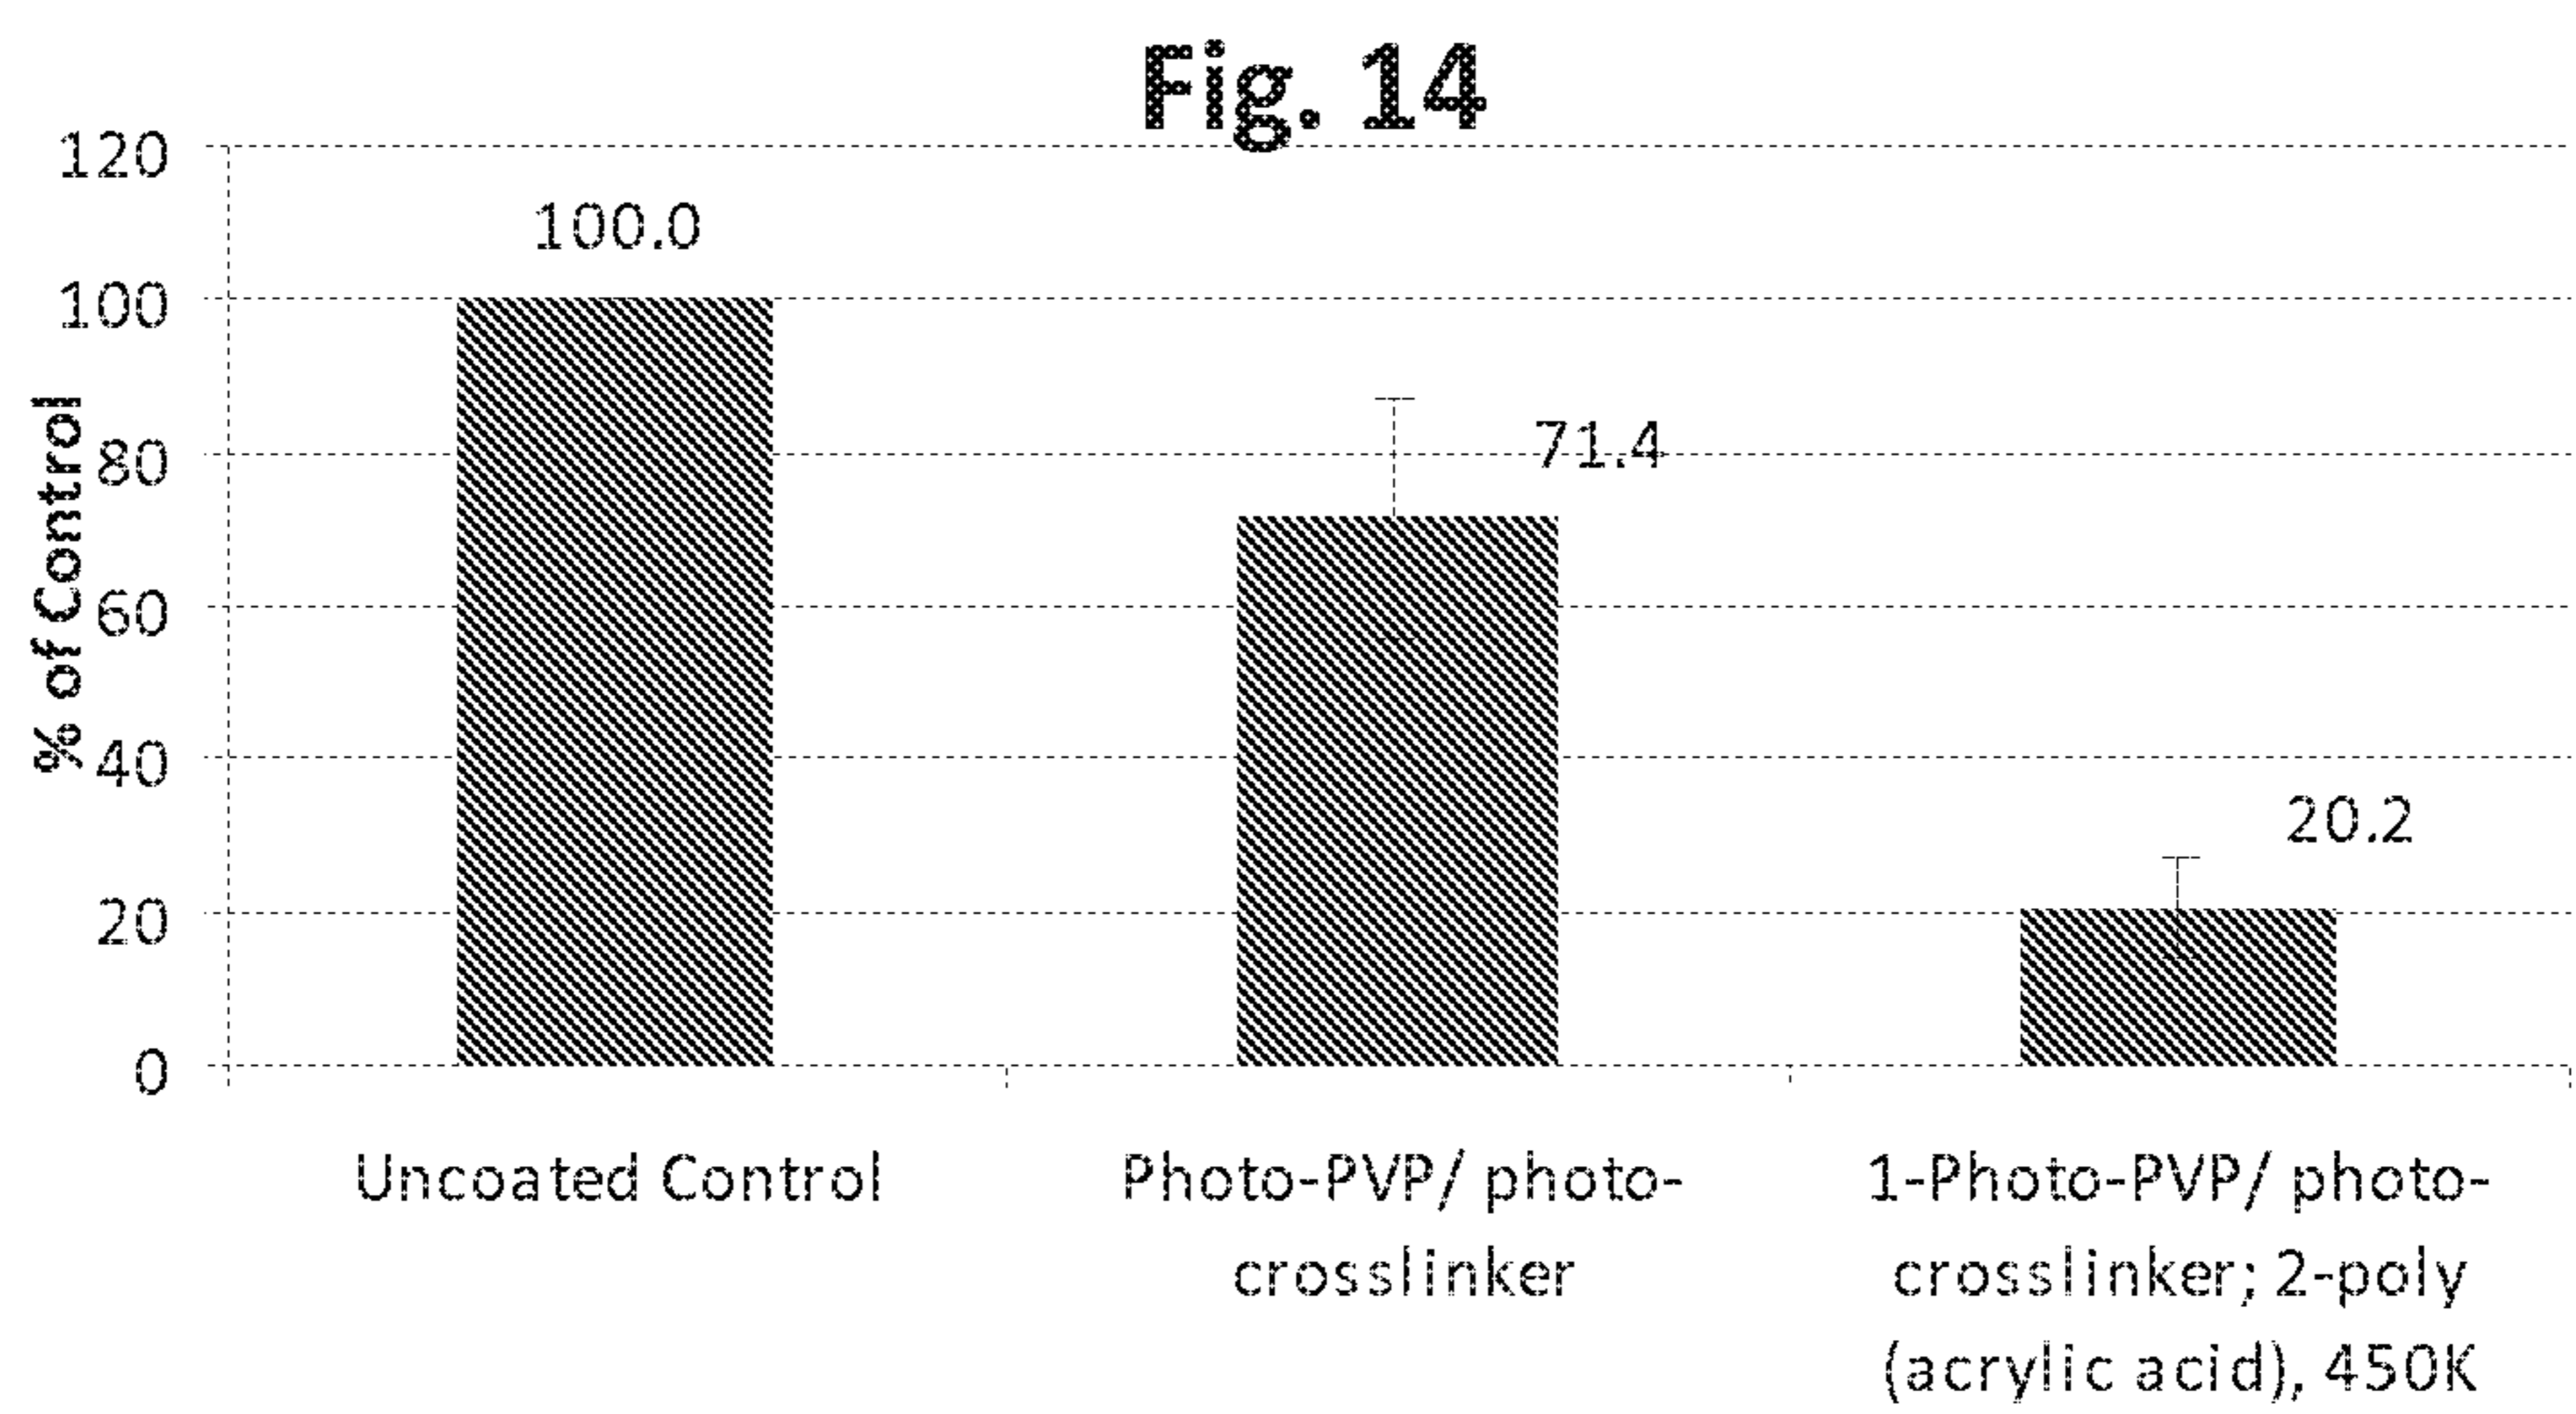 Fig. 14
120
100
80
60
40
20
0
% of Control
100.0
71.4
20.2
Uncoated Control
Photo-PVP/ photo-
crosslinker
1-Photo-PVP/ photo-
crosslinker; 2-poly
(acrylic acid), 450K